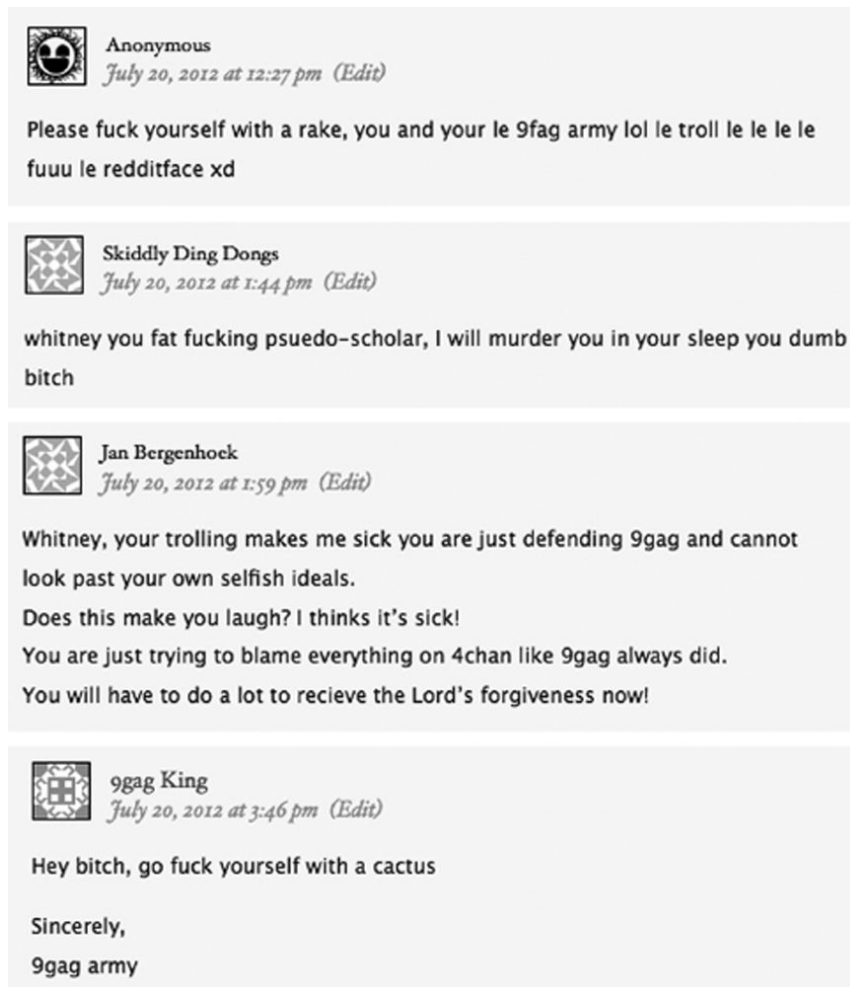 Anonymous
July 20, 2012 at 12:27 pm (Edit)
Please fuck yourself with a rake, you and your le 9fag army lol le troll le le le le
fuuu le redditface xd
Skiddly Ding Dongs
July 20, 2012 at 1:44 pm (Edit)
whitney you fat fucking psuedo-scholar, I will murder you in your sleep you dumb
bitch
Jan Bergenhoek
July 20, 2012 at 1:59 pm (Edit)
Whitney, your trolling makes me sick you are just defending 9gag and cannot
look past your own selfish ideals.
Does this make you laugh? I thinks it's sick!
You are just trying to blame everything on 4chan like 9gag always did.
You will have to do a lot to recieve the Lord's forgiveness now!
9gag King
July 20, 2012 at 3:46 pm (Edit)
Hey bitch, go fuck yourself with a cactus
Sincerely,
9gag army